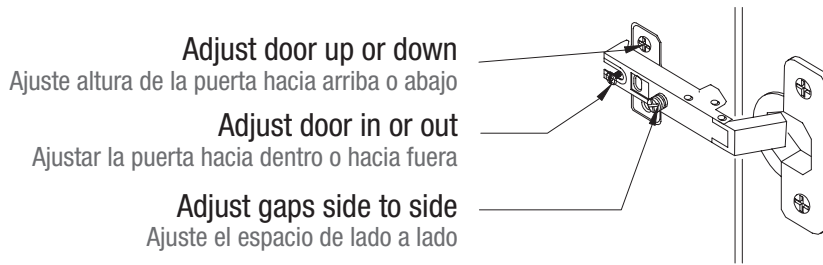 Adjust door up or down
Ajuste altura de la puerta hacia arriba o abajo
Adjust door in or out
Ajustar la puerta hacia dentro o hacia fuera
Adjust gaps side to side
Ajuste el espacio de lado a lado